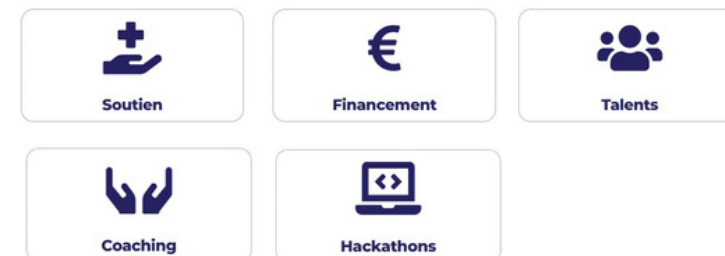 Soutien
Financement
Talents
Coaching
Hackathons